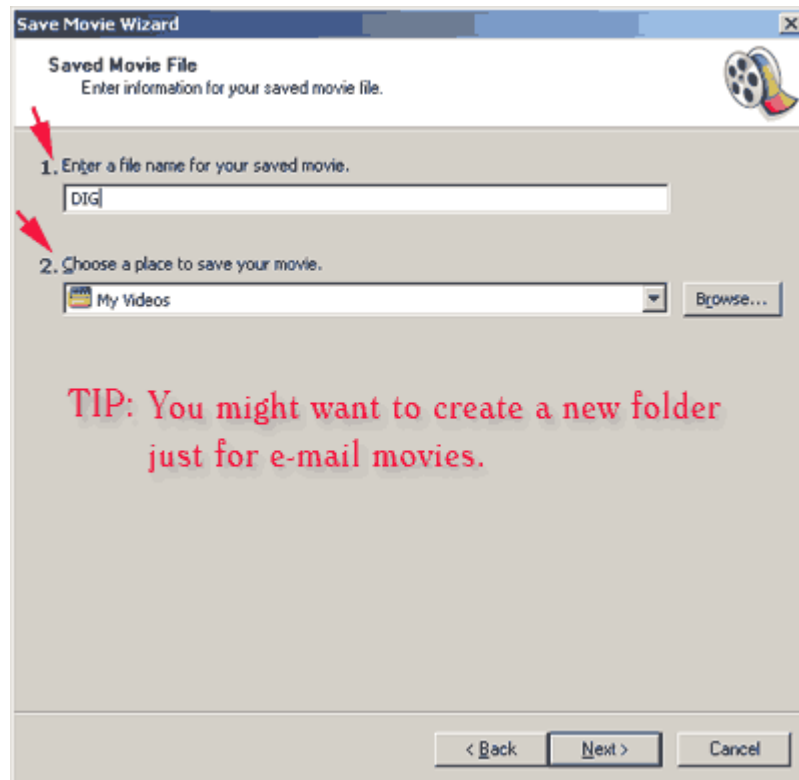 Save Movie Wizard
Saved Movie File
Enter information for your saved movie file.
1. Enter a file name for your saved movie.
DIG
2. Choose a place to save your movie.
My Videos
Browse...
TIP: You might want to create a new folder
just for e-mail movies.
< Back Next > Cancel